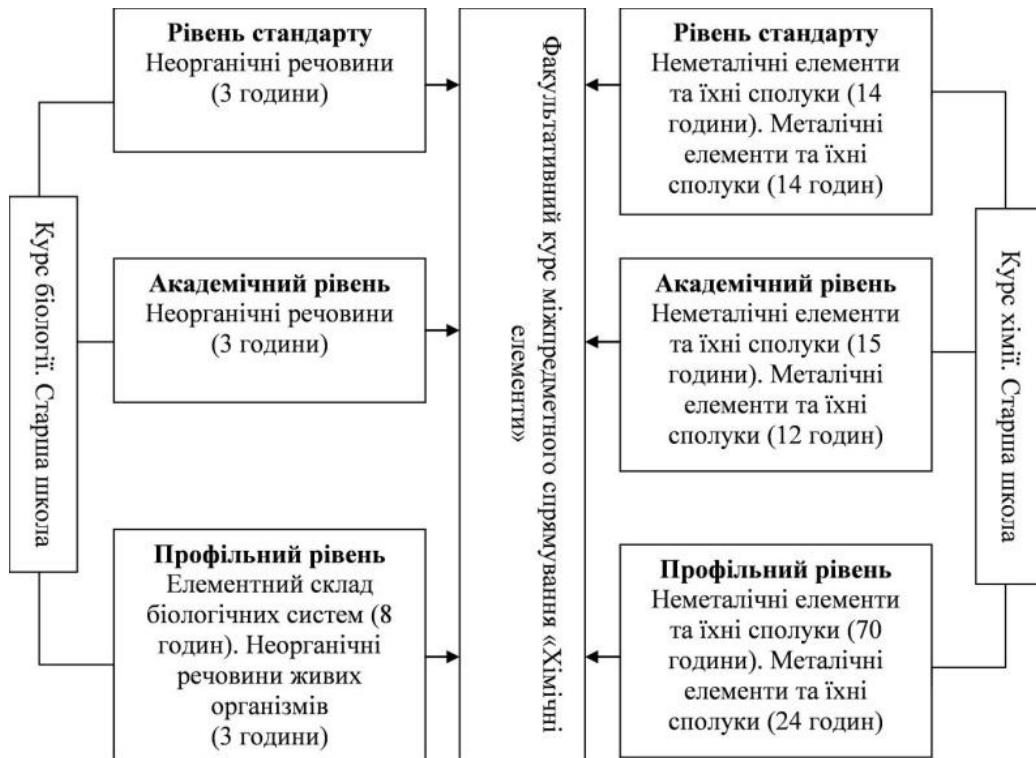 Курс біології. Старша школа
Рівень стандарту
Неорганічні речовини
(3 години)
Академічний рівень
Неорганічні речовини
(3 години)
Профільний рівень
Елементний склад
біологічних систем (8
годин). Неорганічні
речовини живих
організмів
(3 години)
Факультативний курс міжпредметного спрямування «Хімічні
елементи»
Рівень стандарту
Неметалічні елементи
та їхні сполуки (14
години). Металічні
елементи та їхні
сполуки (14 годин)
Академічний рівень
Неметалічні елементи
та їхні сполуки (15
години). Металічні
елементи та їхні
сполуки (12 годин)
Профільний рівень
Неметалічні елементи
та їхні сполуки (70
години). Металічні
елементи та їхні
сполуки (24 годин)
Курс хімії. Старша школа